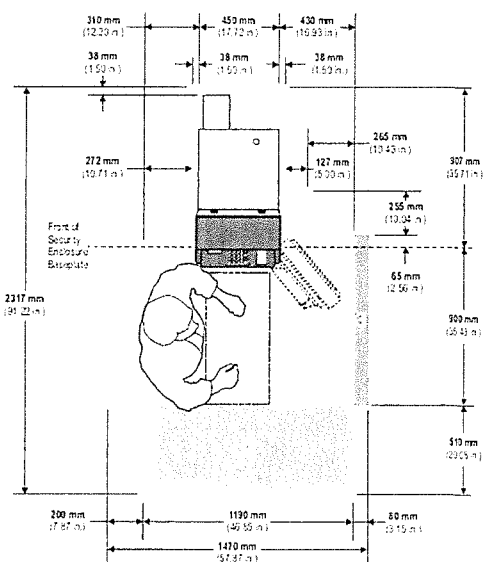 310 mm 450 mm 430 mm
(12.20 in.) (17.72 in.) (16.93 in.)
38 mm 38 mm 38 mm
(1.50 in.) (1.50 in.) (1.50 in.)
265 mm
(10.43 in.)
272 mm 127 mm 907 mm
(10.71 in.) (5.00 in.) (35.71 in.)
255 mm
(10.04 in.)
Front of
Security
Enclosure
Baseplate
65 mm
(2.56 in.)
2317 mm
(91.22 in.)
900 mm
(35.43 in.)
510 mm
(20.08 in.)
200 mm 1190 mm 80 mm
(7.87 in.) (46.85 in.) (3.15 in.)
1470 mm
(57.87 in.)